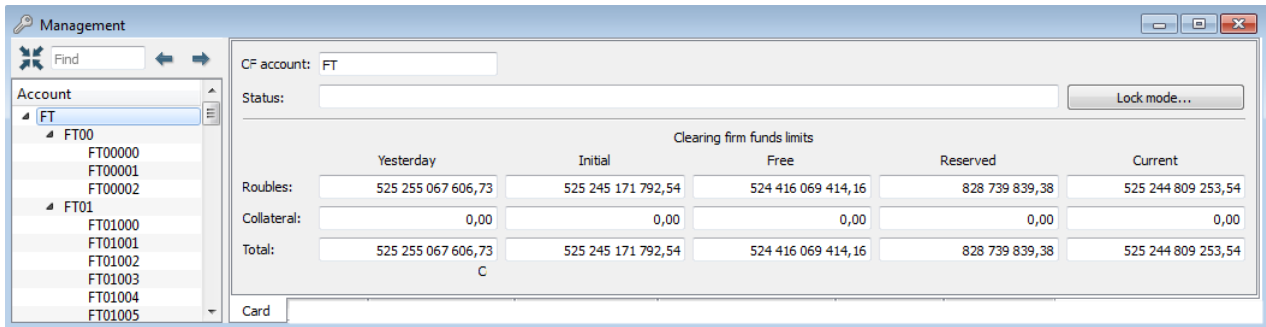 Management
Find
Account
FT
FT00
FT00000
FT00001
FT00002
FT01
FT01000
FT01001
FT01002
FT01003
FT01004
FT01005
CF account: FT
Status: Lock mode...
Clearing firm funds limits
Yesterday Initial Free Reserved Current
Roubles: 525 255 067 606,73 525 245 171 792,54 524 416 069 414,16 828 739 839,38 525 244 809 253,54
Collateral: 0,00 0,00 0,00 0,00 0,00
Total: 525 255 067 606,73 525 245 171 792,54 524 416 069 414,16 828 739 839,38 525 244 809 253,54
C
Card